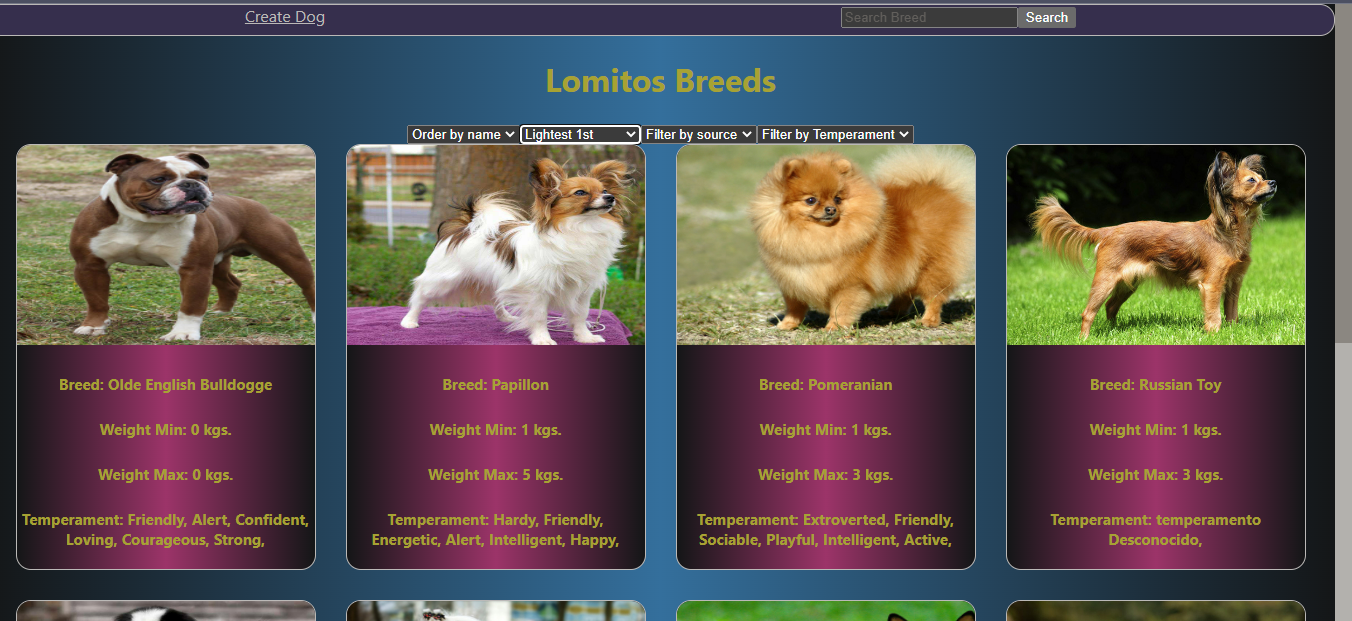 Create Dog
Search Breed Search
Lomitos Breeds
Order by name Lightest 1st Filter by source Filter by Temperament
Breed: Olde English Bulldogge
Weight Min: 0 kgs.
Weight Max: 0 kgs.
Temperament: Friendly, Alert, Confident,
Loving, Courageous, Strong,
Breed: Papillon
Weight Min: 1 kgs.
Weight Max: 5 kgs.
Temperament: Hardy, Friendly,
Energetic, Alert, Intelligent, Happy,
Breed: Pomeranian
Weight Min: 1 kgs.
Weight Max: 3 kgs.
Temperament: Extroverted, Friendly,
Sociable, Playful, Intelligent, Active,
Breed: Russian Toy
Weight Min: 1 kgs.
Weight Max: 3 kgs.
Temperament: temperamento
Desconocido,